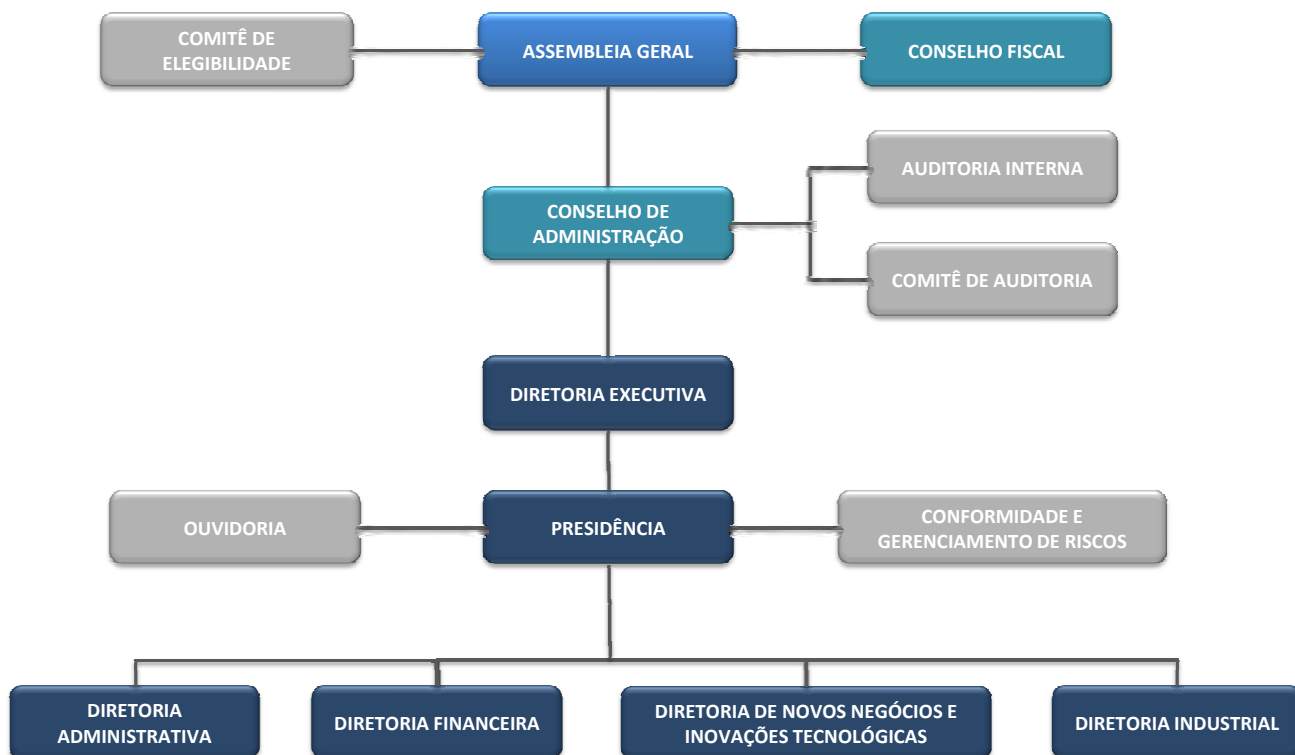 COMITÊ DE
ELEGIBILIDADE
ASSEMBLEIA GERAL
CONSELHO FISCAL
AUDITORIA INTERNA
CONSELHO DE
ADMINISTRAÇÃO
COMITÊ DE AUDITORIA
DIRETORIA EXECUTIVA
OUVIDORIA
PRESIDÊNCIA
CONFORMIDADE E
GERENCIAMENTO DE RISCOS
DIRETORIA
ADMINISTRATIVA
DIRETORIA FINANCEIRA
DIRETORIA DE NOVOS NEGÓCIOS E
INOVAÇÕES TECNOLÓGICAS
DIRETORIA INDUSTRIAL